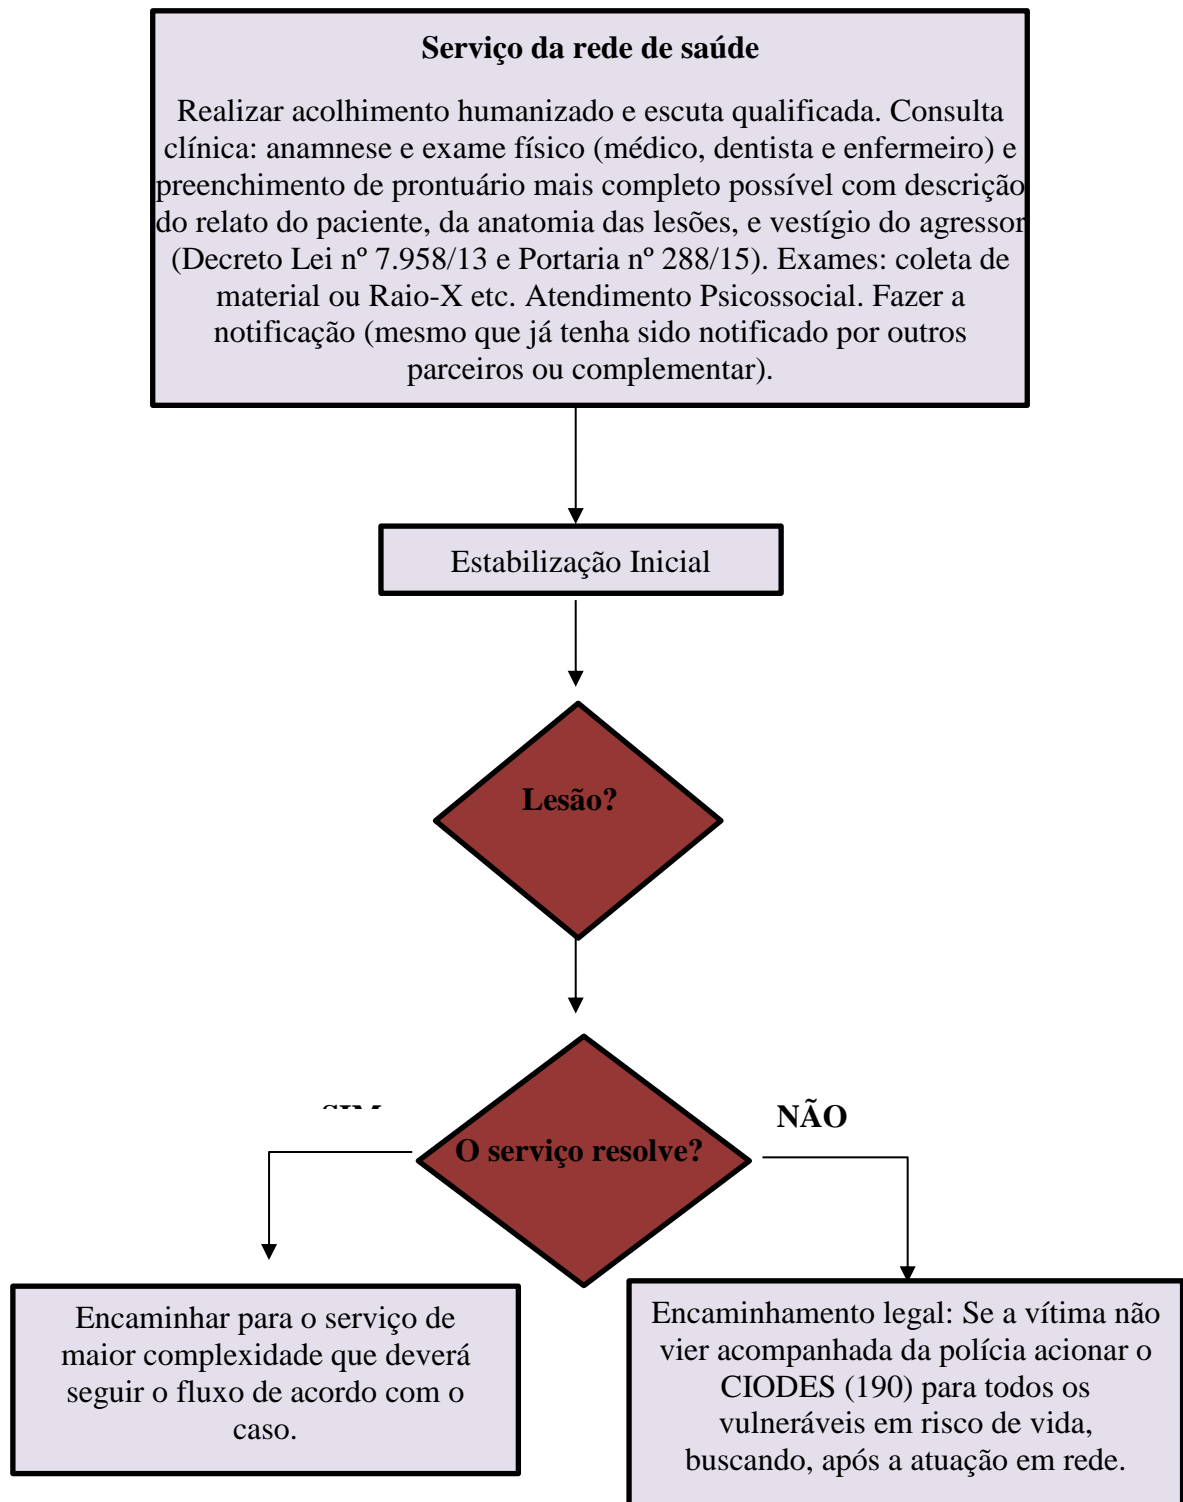 Serviço da rede de saúde
Realizar acolhimento humanizado e escuta qualificada. Consulta
clínica: anamnese e exame físico (médico, dentista e enfermeiro) e
preenchimento de prontuário mais completo possível com descrição
do relato do paciente, da anatomia das lesões, e vestígio do agressor
(Decreto Lei nº 7.958/13 e Portaria nº 288/15). Exames: coleta de
material ou Raio-X etc. Atendimento Psicossocial. Fazer a
notificação (mesmo que já tenha sido notificado por outros
parceiros ou complementar).
Estabilização Inicial
Lesão?
SIM
NÃO
O serviço resolve?
Encaminhar para o serviço de
maior complexidade que deverá
seguir o fluxo de acordo com o
caso.
Encaminhamento legal: Se a vítima não
vier acompanhada da polícia acionar o
CIODES (190) para todos os
vulneráveis em risco de vida,
buscando, após a atuação em rede.